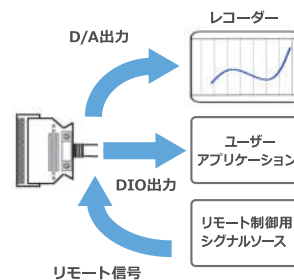 レコーダー
D/A出力
ユーザー
アプリケーション
DIO出力
リモート制御用
シグナルソース
リモート信号